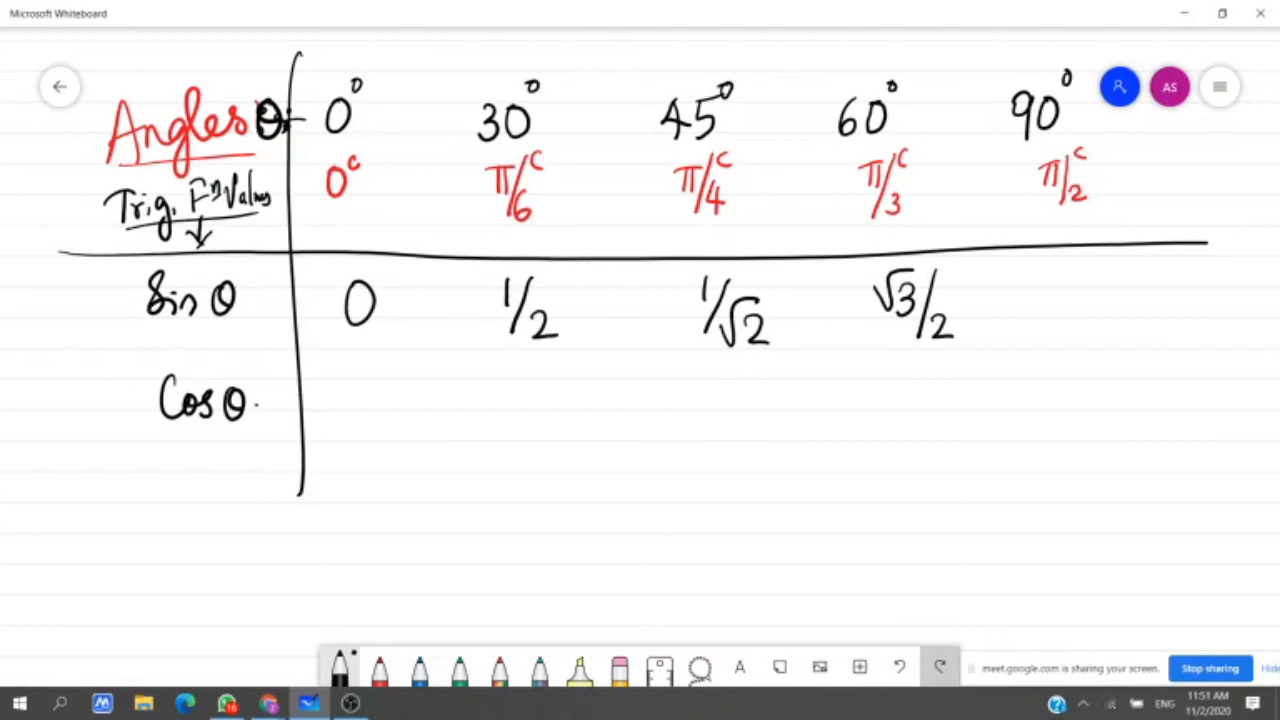 Microsoft Whiteboard
Angles θ→ 0° 30° 45° 60° 90°
AS
Trig. Fⁿ Values 0ᶜ π/6ᶜ π/4ᶜ π/3ᶜ π/2ᶜ
↓
Sin θ 0 1/2 1/√2 √3/2
Cos θ.
A
meet.google.com is sharing your screen. Stop sharing Hide
16
ENG 11:51 AM
11/2/2020